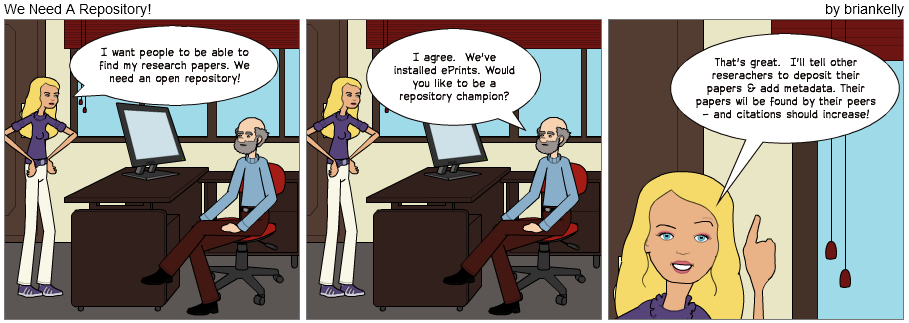 We Need A Repository!
by briankelly
I want people to be able to
find my research papers. We
need an open repository!
I agree. We've
installed ePrints. Would
you like to be a
repository champion?
That's great. I'll tell other
reserachers to deposit their
papers & add metadata. Their
papers wil be found by their peers
– and citations should increase!